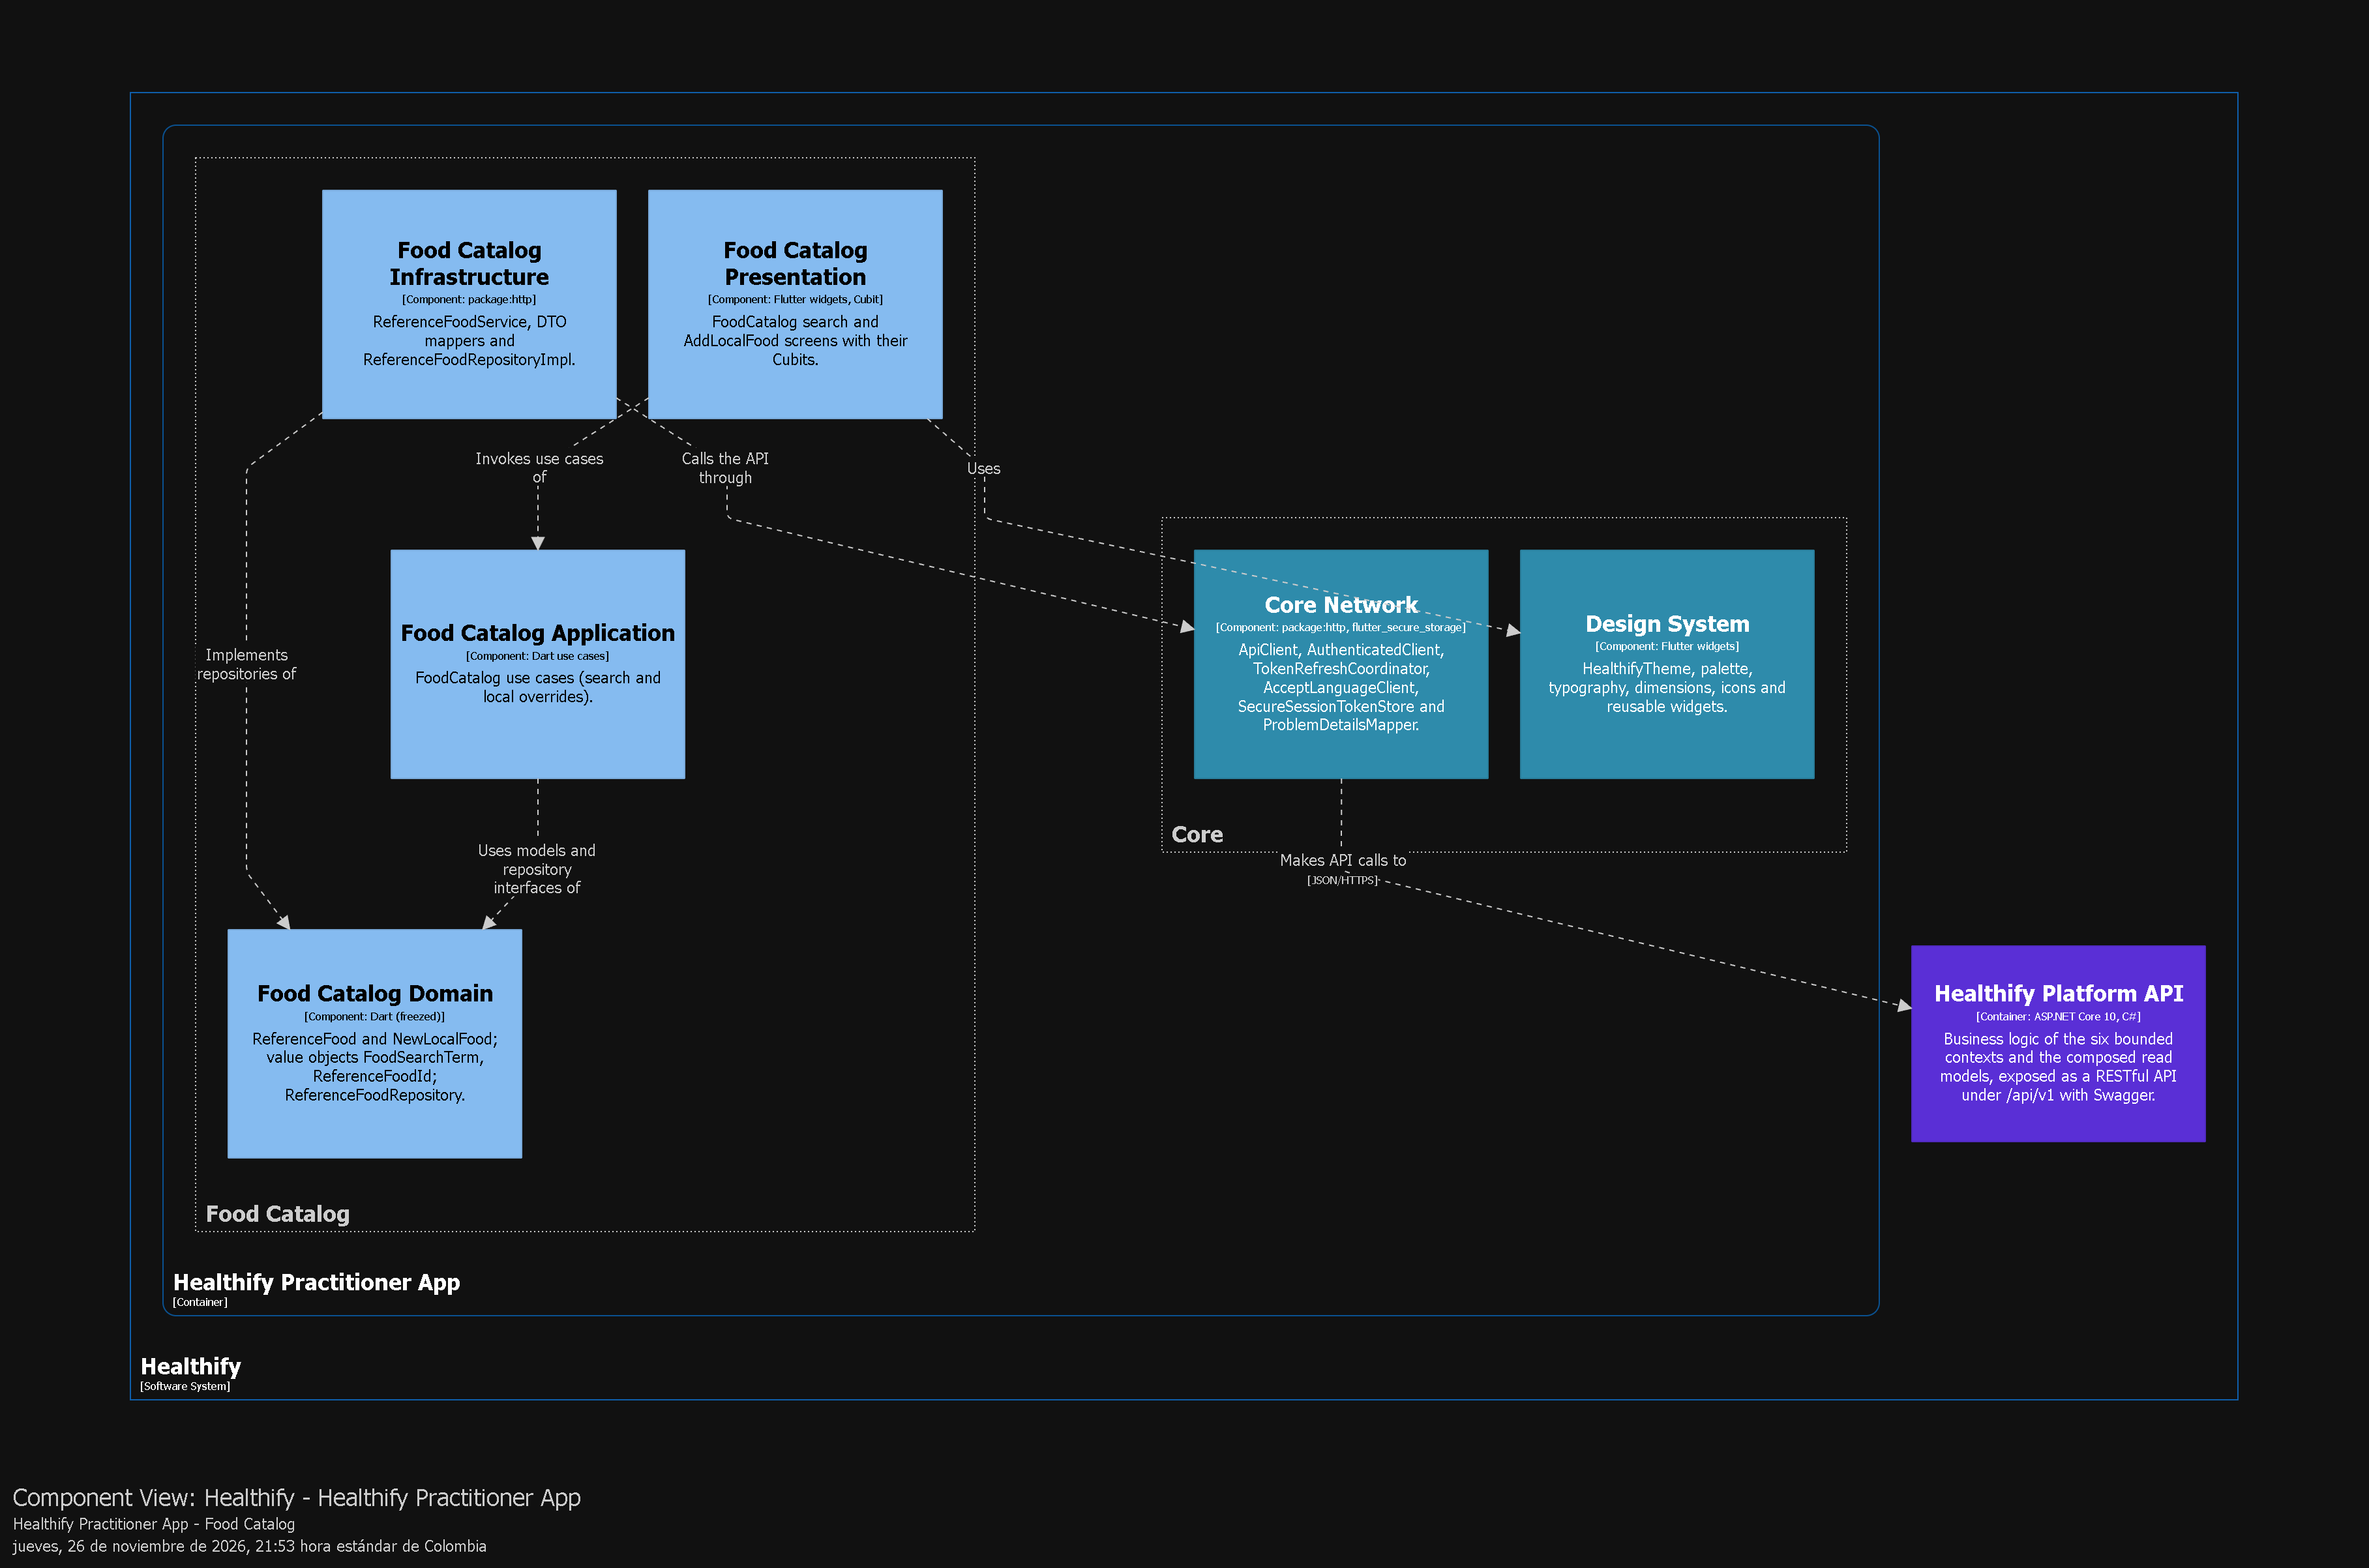 Food Catalog
Infrastructure
[Component: package:http]
ReferenceFoodService, DTO
mappers and
ReferenceFoodRepositoryImpl.
Food Catalog
Presentation
[Component: Flutter widgets, Cubit]
FoodCatalog search and
AddLocalFood screens with their
Cubits.
Invokes use cases
of
Calls the API
through
Uses
Implements
repositories of
Food Catalog Application
[Component: Dart use cases]
FoodCatalog use cases (search and
local overrides).
Core Network
[Component: package:http, flutter_secure_storage]
ApiClient, AuthenticatedClient,
TokenRefreshCoordinator,
AcceptLanguageClient,
SecureSessionTokenStore and
ProblemDetailsMapper.
Design System
[Component: Flutter widgets]
HealthifyTheme, palette,
typography, dimensions, icons and
reusable widgets.
Core
Uses models and
repository
interfaces of
Makes API calls to
[JSON/HTTPS]
Food Catalog Domain
[Component: Dart (freezed)]
ReferenceFood and NewLocalFood;
value objects FoodSearchTerm,
ReferenceFoodId;
ReferenceFoodRepository.
Healthify Platform API
[Container: ASP.NET Core 10, C#]
Business logic of the six bounded
contexts and the composed read
models, exposed as a RESTful API
under /api/v1 with Swagger.
Food Catalog
Healthify Practitioner App
[Container]
Healthify
[Software System]
Component View: Healthify - Healthify Practitioner App
Healthify Practitioner App - Food Catalog
jueves, 26 de noviembre de 2026, 21:53 hora estándar de Colombia